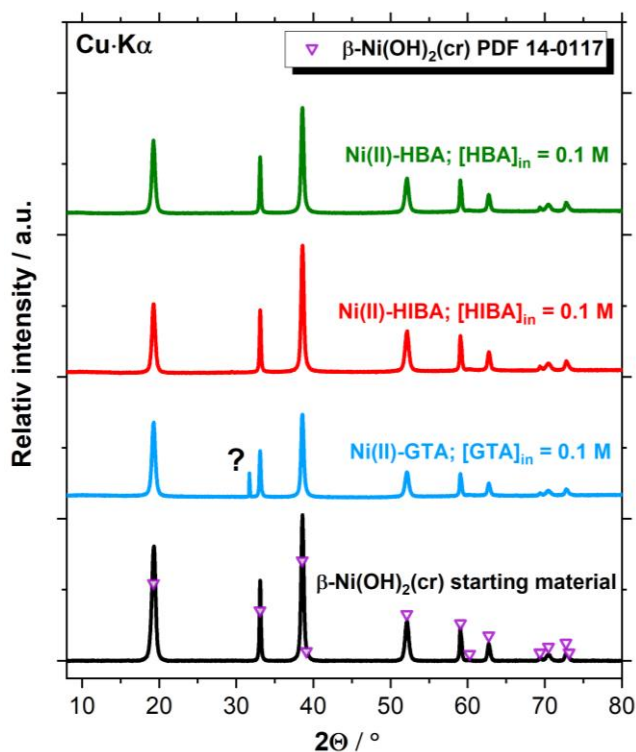 Cu·Kα
β-Ni(OH)₂(cr) PDF 14-0117
Ni(II)-HBA; [HBA]ᵢₙ = 0.1 M
Ni(II)-HIBA; [HIBA]ᵢₙ = 0.1 M
?
Ni(II)-GTA; [GTA]ᵢₙ = 0.1 M
β-Ni(OH)₂(cr) starting material
Relativ intensity / a.u.
10 20 30 40 50 60 70 80
2Θ / °